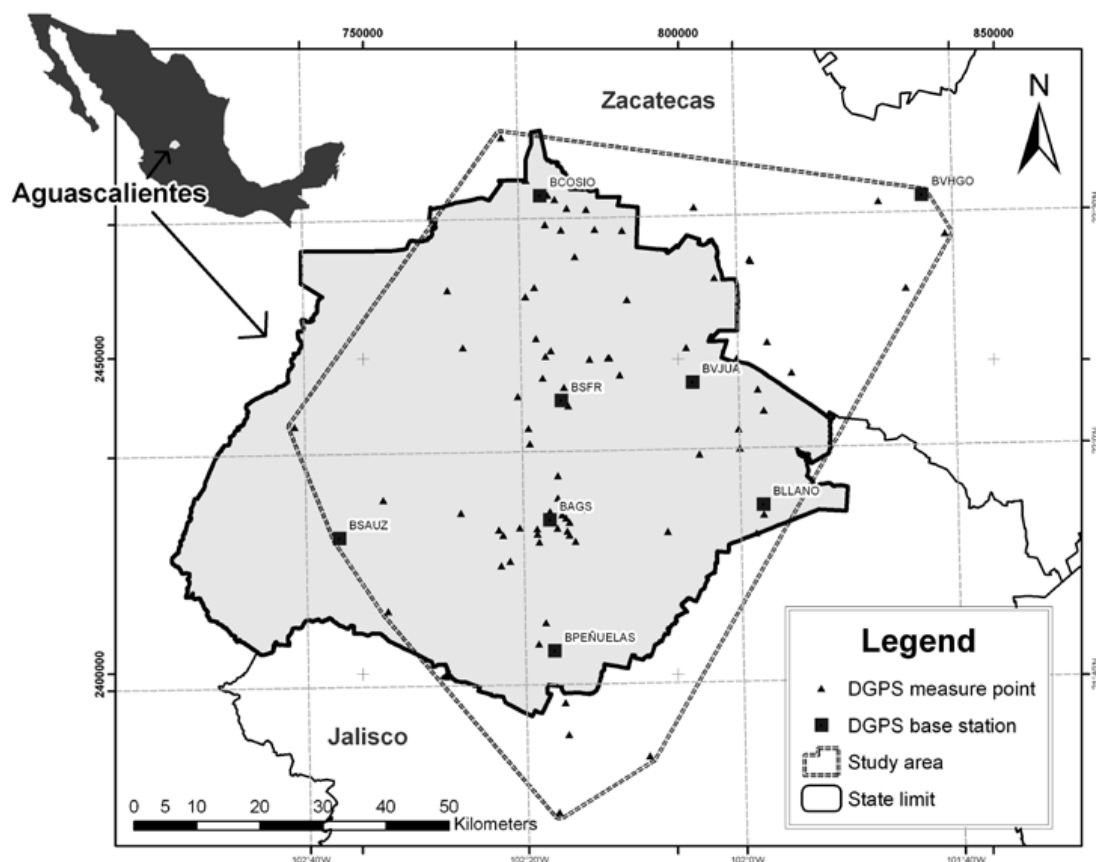 750000
800000
850000
N
Zacatecas
Aguascalientes
BCOSIO
BVHGO
2450000
BVJUA
BSFR
BLLANO
BAGS
BSAUZ
BPEÑUELAS
2400000
Jalisco
Legend
DGPS measure point
DGPS base station
Study area
State limit
0 5 10 20 30 40 50
Kilometers
102°40'W
102°20'W
102°0'W
101°40'W